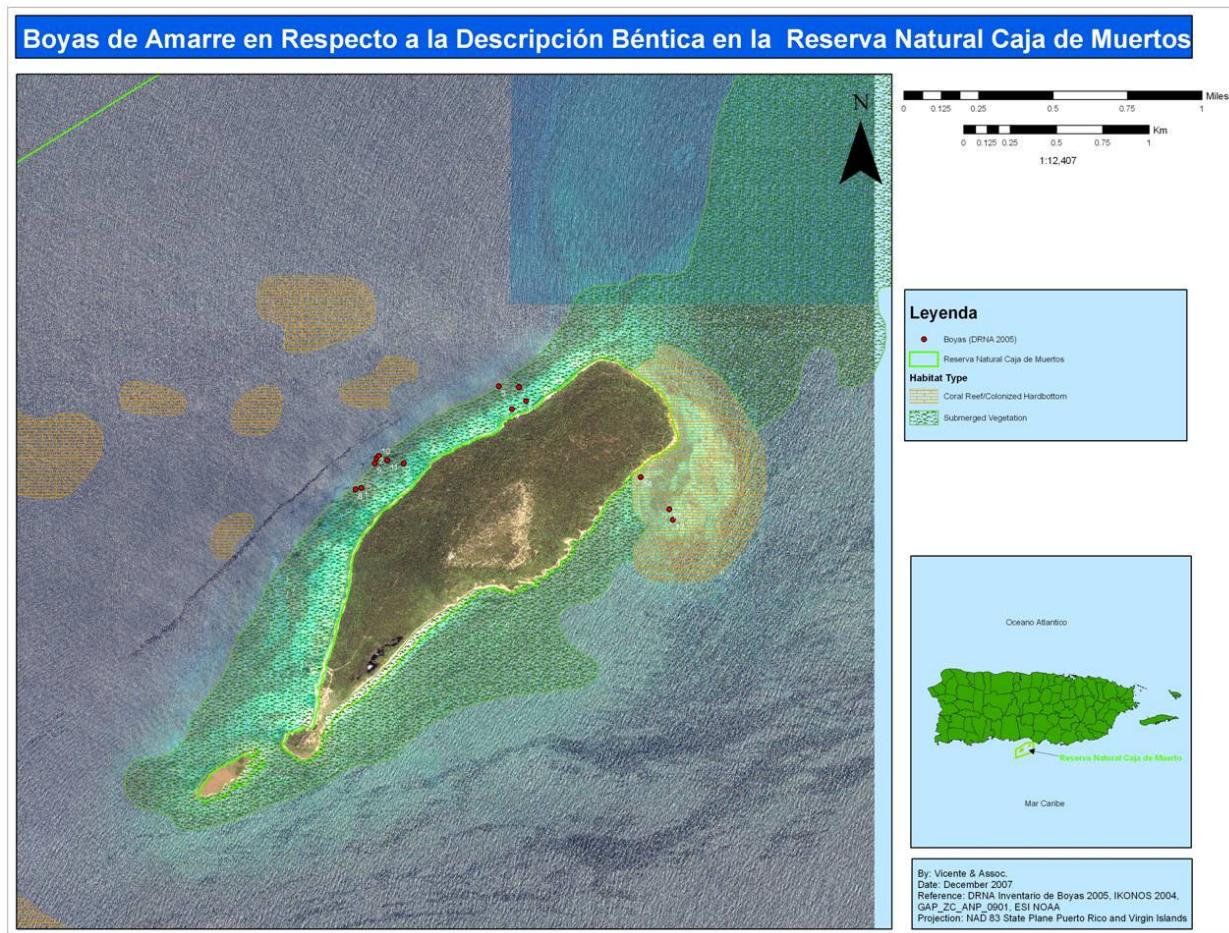 Boyas de Amarre en Respecto a la Descripción Béntica en la Reserva Natural Caja de Muertos
N
Miles
0 0.125 0.25 0.5 0.75 1
Km
0 0.125 0.25 0.5 0.75 1
1:12,407
Leyenda
Boyas (DRNA 2005)
Reserva Natural Caja de Muertos
Habitat Type
Coral Reef/Colonized Hardbottom
Submerged Vegetation
Oceano Atlantico
Reserva Natural Caja de Muerto
Mar Caribe
By: Vicente & Assoc.
Date: December 2007
Reference: DRNA Inventario de Boyas 2005, IKONOS 2004,
GAP_ZC_ANP_0901, ESI NOAA
Projection: NAD 83 State Plane Puerto Rico and Virgin Islands